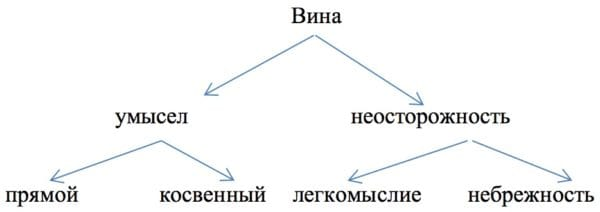 Вина
умысел неосторожность
прямой косвенный легкомыслие небрежность